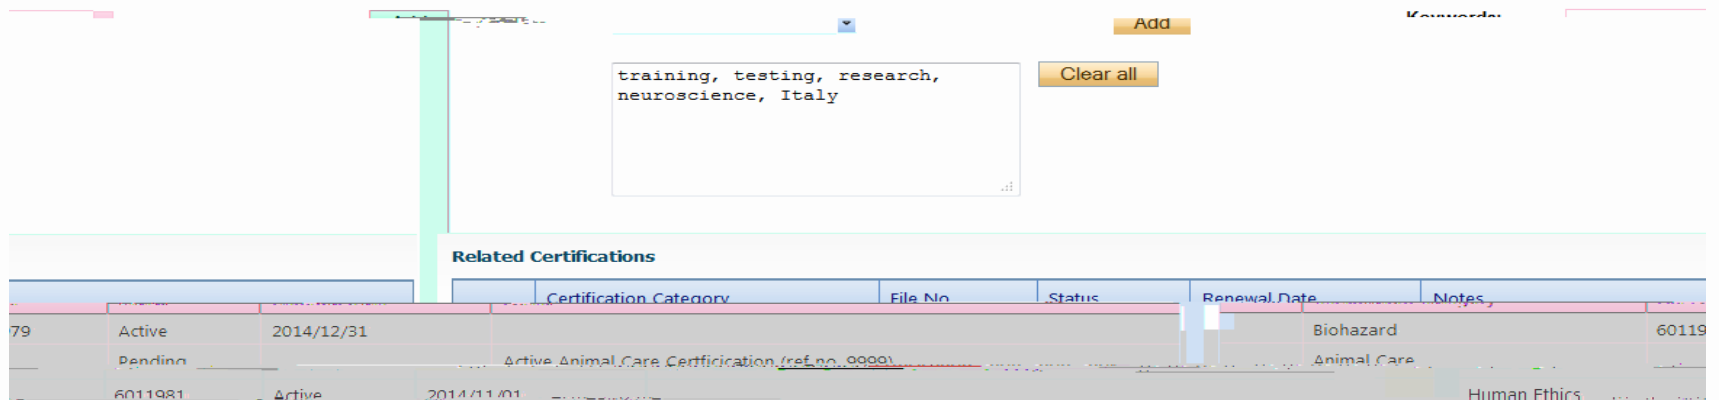 Add
Keywords:
training, testing, research,
neuroscience, Italy
Clear all
Related Certifications
Certification Category File No Status Renewal Date Notes
79 Active 2014/12/31 Biohazard 60119
Pending Active Animal Care Certficication (ref no. 9999) Animal Care
6011981 Active 2014/11/01 Human Ethics